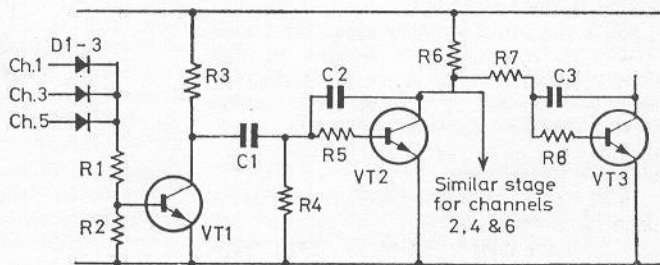 D1-3
Ch.1
Ch.3
Ch.5
R1
R2
R3
VT1
C1
R4
C2
R5
VT2
R6
R7
C3
R8
VT3
Similar stage
for channels
2,4 & 6